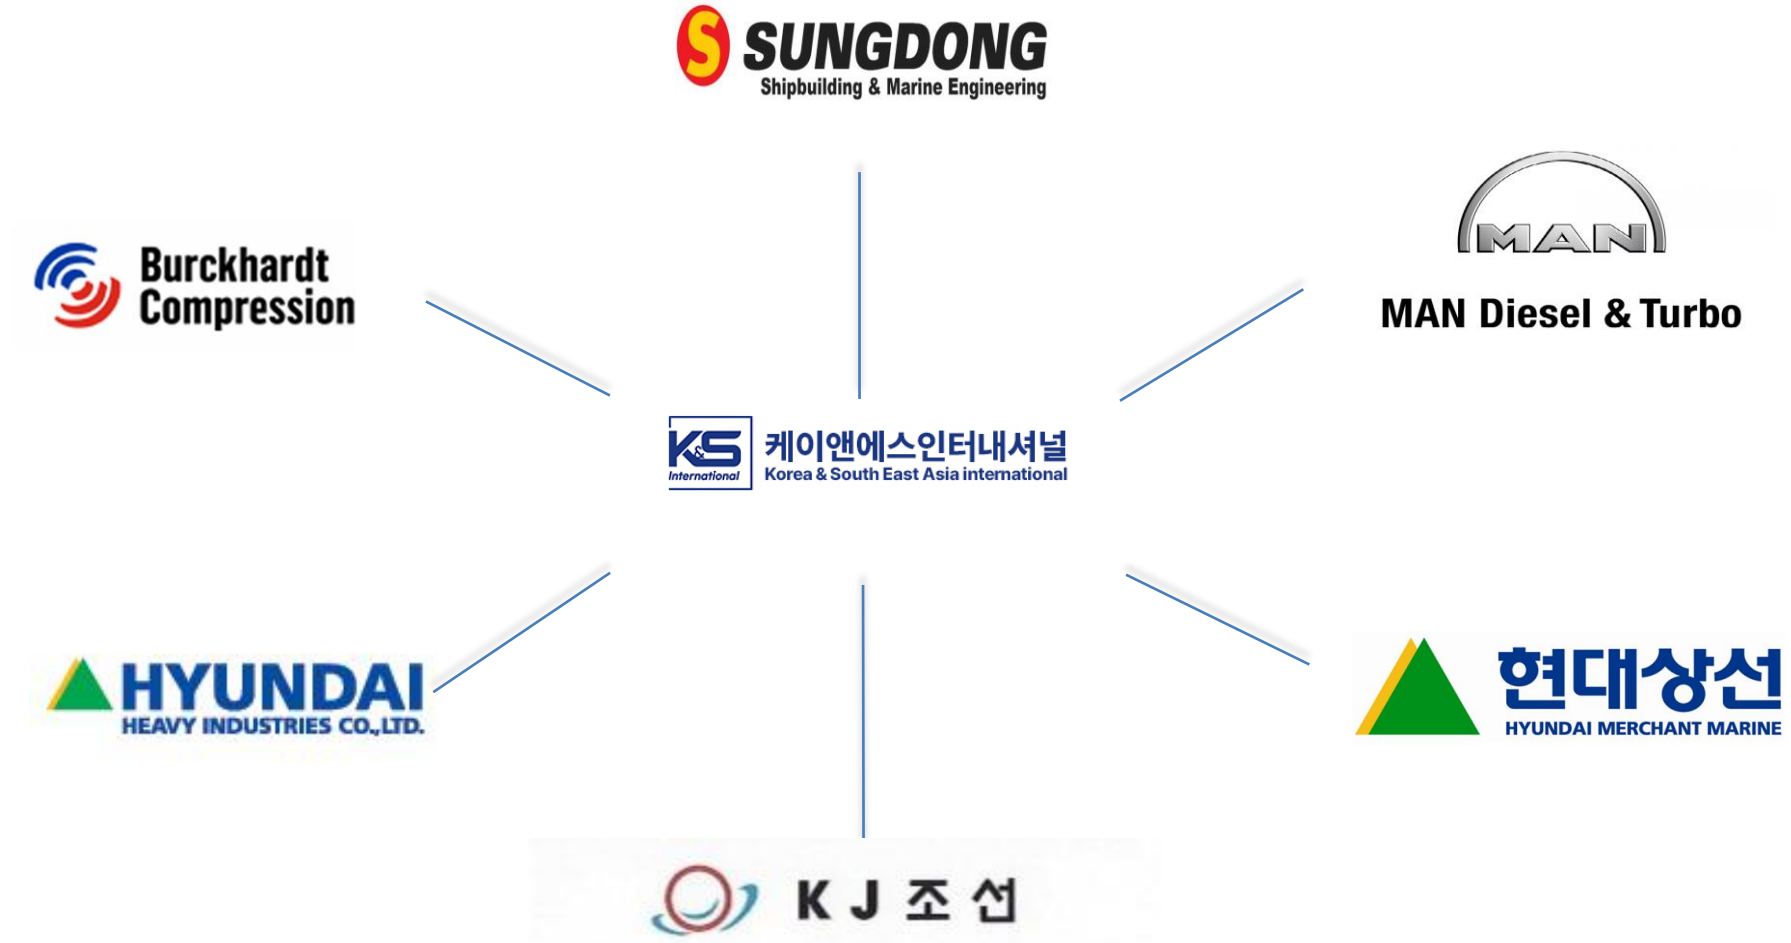 S SUNGDONG
Shipbuilding & Marine Engineering
MAN
MAN Diesel & Turbo
Burckhardt
Compression
K&S
International
케이앤에스인터내셔널
Korea & South East Asia international
HYUNDAI
HEAVY INDUSTRIES CO.,LTD.
현대상선
HYUNDAI MERCHANT MARINE
KJ조선